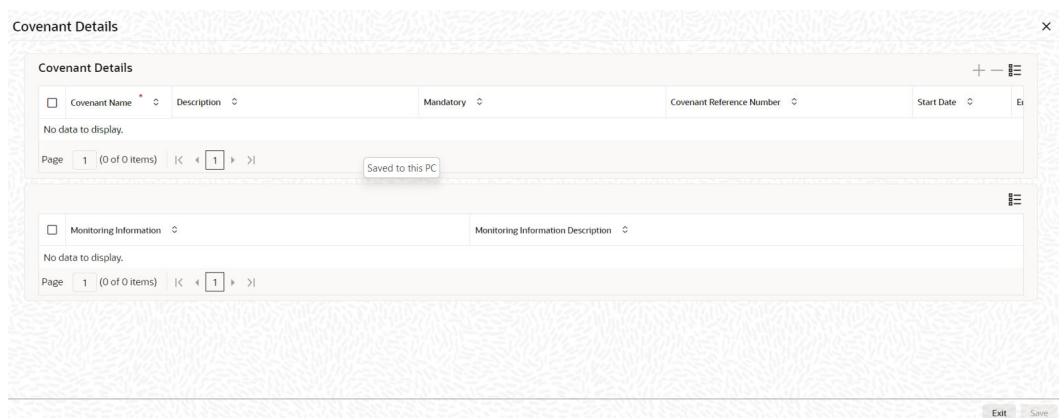 Covenant Details
Covenant Details
Covenant Name * Description Mandatory Covenant Reference Number Start Date
No data to display.
Page 1 (0 of 0 items) 1
Saved to this PC
Monitoring Information Monitoring Information Description
No data to display.
Page 1 (0 of 0 items) 1
Exit Save